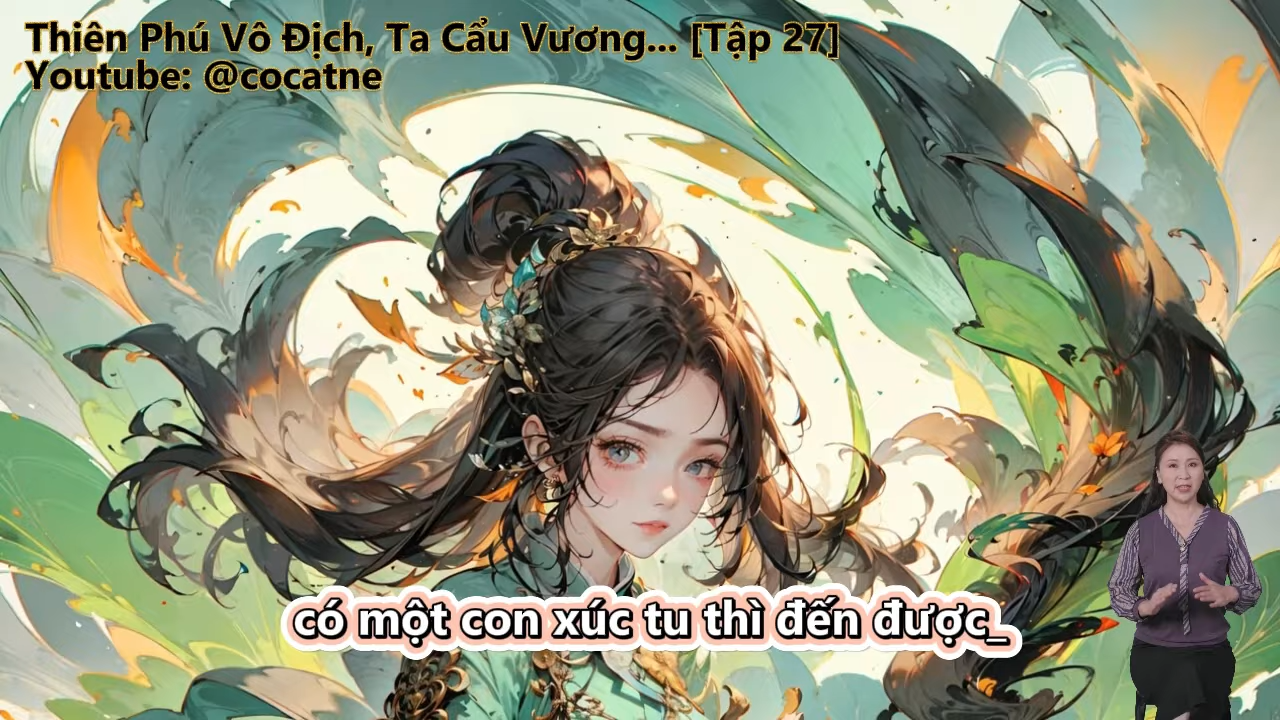 Thiên Phú Vô Địch, Ta Cẩu Vương... [Tập 27]
Youtube: @cocatne
có một con xúc tu thì đến được_